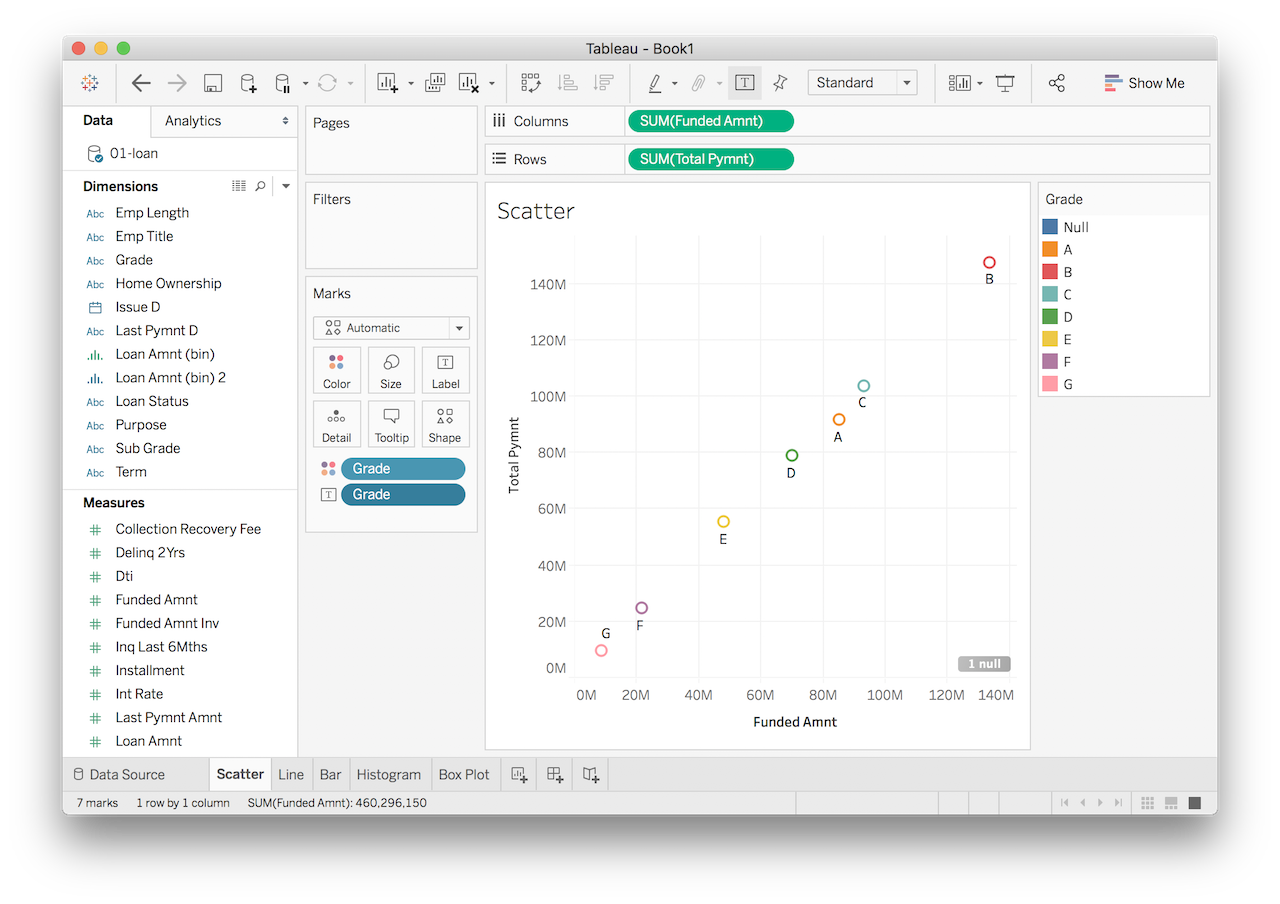 Tableau - Book1
Standard
Show Me
Data
Analytics
01-loan
Dimensions
Abc Emp Length
Abc Emp Title
Abc Grade
Abc Home Ownership
Issue D
Abc Last Pymnt D
Loan Amnt (bin)
Loan Amnt (bin) 2
Abc Loan Status
Abc Purpose
Abc Sub Grade
Abc Term
Measures
# Collection Recovery Fee
# Delinq 2Yrs
# Dti
# Funded Amnt
# Funded Amnt Inv
# Inq Last 6Mths
# Installment
# Int Rate
# Last Pymnt Amnt
# Loan Amnt
Pages
Filters
Marks
Automatic
Color
Size
T
Label
Detail
Tooltip
Shape
Grade
T Grade
Columns
SUM(Funded Amnt)
Rows
SUM(Total Pymnt)
Scatter
Total Pymnt
140M
120M
100M
80M
60M
40M
20M
0M
B
C
A
D
E
F
G
1 null
0M 20M 40M 60M 80M 100M 120M 140M
Funded Amnt
Grade
Null
A
B
C
D
E
F
G
Data Source
Scatter
Line
Bar
Histogram
Box Plot
7 marks 1 row by 1 column SUM(Funded Amnt): 460,296,150